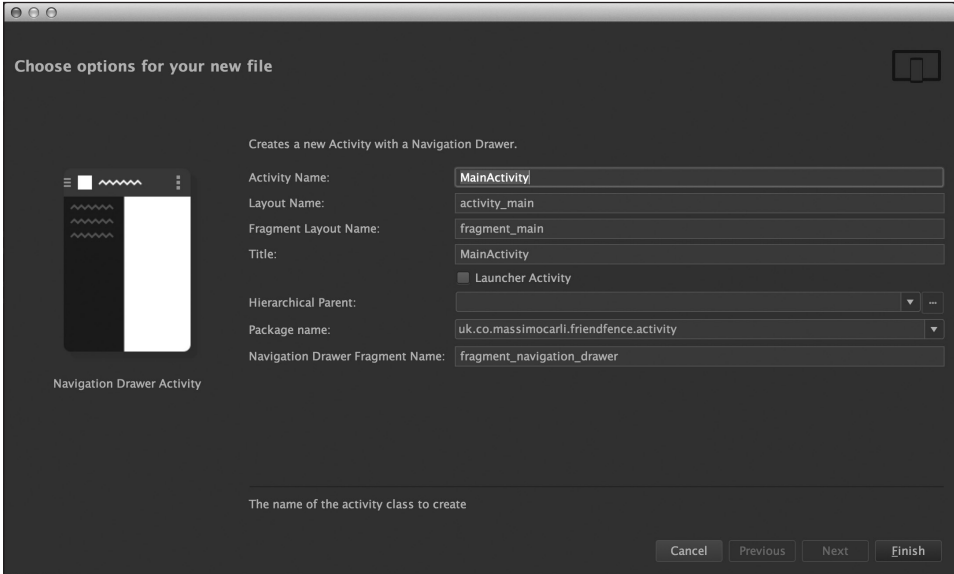 Choose options for your new file
Creates a new Activity with a Navigation Drawer.
Activity Name: MainActivity
Layout Name: activity_main
Fragment Layout Name: fragment_main
Title: MainActivity
Launcher Activity
Hierarchical Parent: ...
Package name: uk.co.massimocarli.friendfence.activity
Navigation Drawer Fragment Name: fragment_navigation_drawer
Navigation Drawer Activity
The name of the activity class to create
Cancel Previous Next Finish